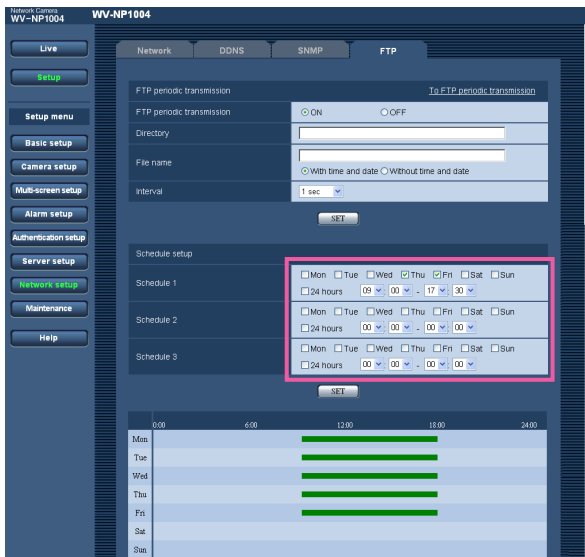 Network Camera
WV-NP1004
WV-NP1004
Live
Setup
Setup menu
Basic setup
Camera setup
Multi-screen setup
Alarm setup
Authentication setup
Server setup
Network setup
Maintenance
Help
Network DDNS SNMP FTP
FTP periodic transmission To FTP periodic transmission
FTP periodic transmission ON OFF
Directory
File name
With time and date Without time and date
Interval 1 sec
SET
Schedule setup
Schedule 1
Mon Tue Wed Thu Fri Sat Sun
24 hours 09 : 00 - 17 : 30
Schedule 2
Mon Tue Wed Thu Fri Sat Sun
24 hours 00 : 00 - 00 : 00
Schedule 3
Mon Tue Wed Thu Fri Sat Sun
24 hours 00 : 00 - 00 : 00
SET
0:00 6:00 12:00 18:00 24:00
Mon
Tue
Wed
Thu
Fri
Sat
Sun